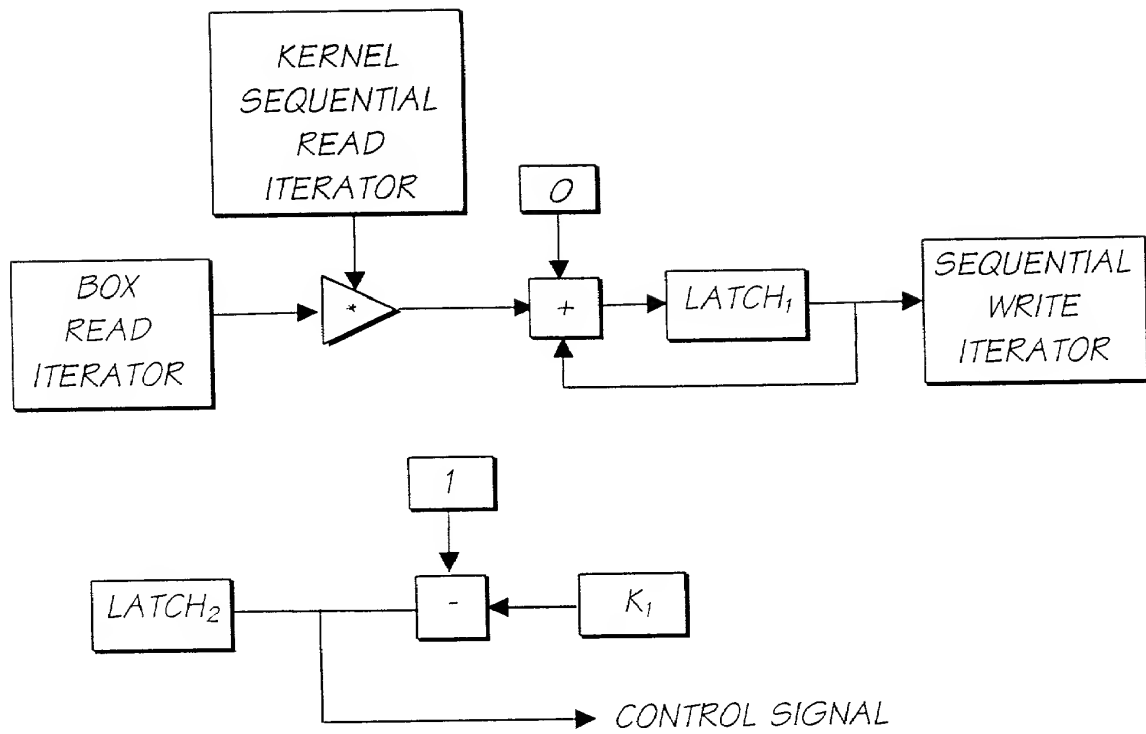 KERNEL
SEQUENTIAL
READ
ITERATOR
0
BOX
READ
ITERATOR
*
+
LATCH₁
SEQUENTIAL
WRITE
ITERATOR
1
LATCH₂
-
K₁
CONTROL SIGNAL